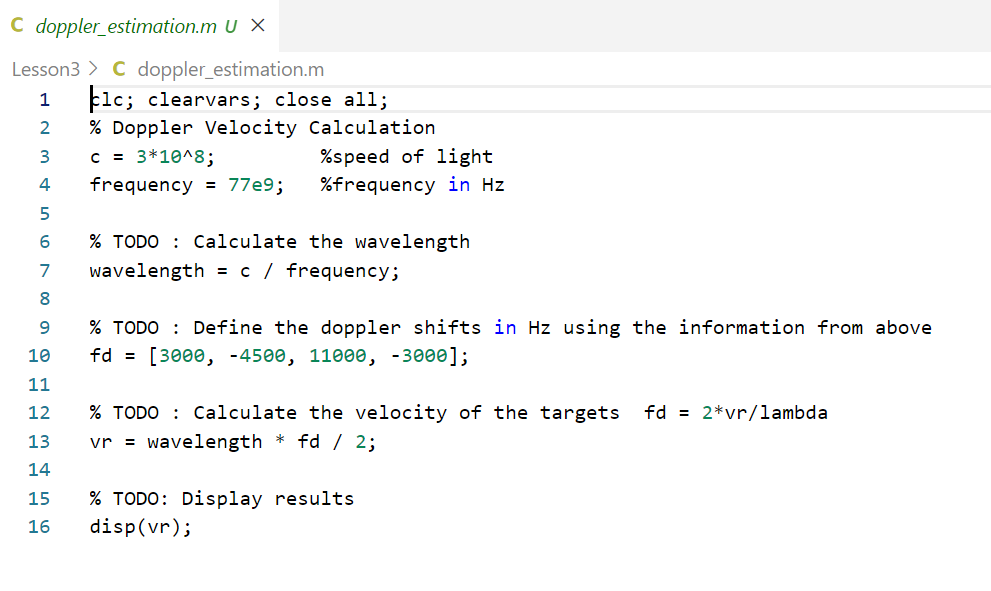 C doppler_estimation.m U ×
Lesson3 > C doppler_estimation.m
1 clc; clearvars; close all;
2 % Doppler Velocity Calculation
3 c = 3*10^8;         %speed of light
4 frequency = 77e9;   %frequency in Hz
5
6 % TODO : Calculate the wavelength
7 wavelength = c / frequency;
8
9 % TODO : Define the doppler shifts in Hz using the information from above
10 fd = [3000, -4500, 11000, -3000];
11
12 % TODO : Calculate the velocity of the targets  fd = 2*vr/lambda
13 vr = wavelength * fd / 2;
14
15 % TODO: Display results
16 disp(vr);